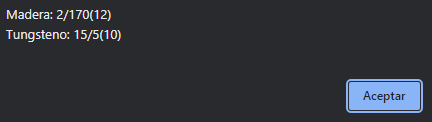 Madera: 2/170(12)
Tungsteno: 15/5(10)
Aceptar